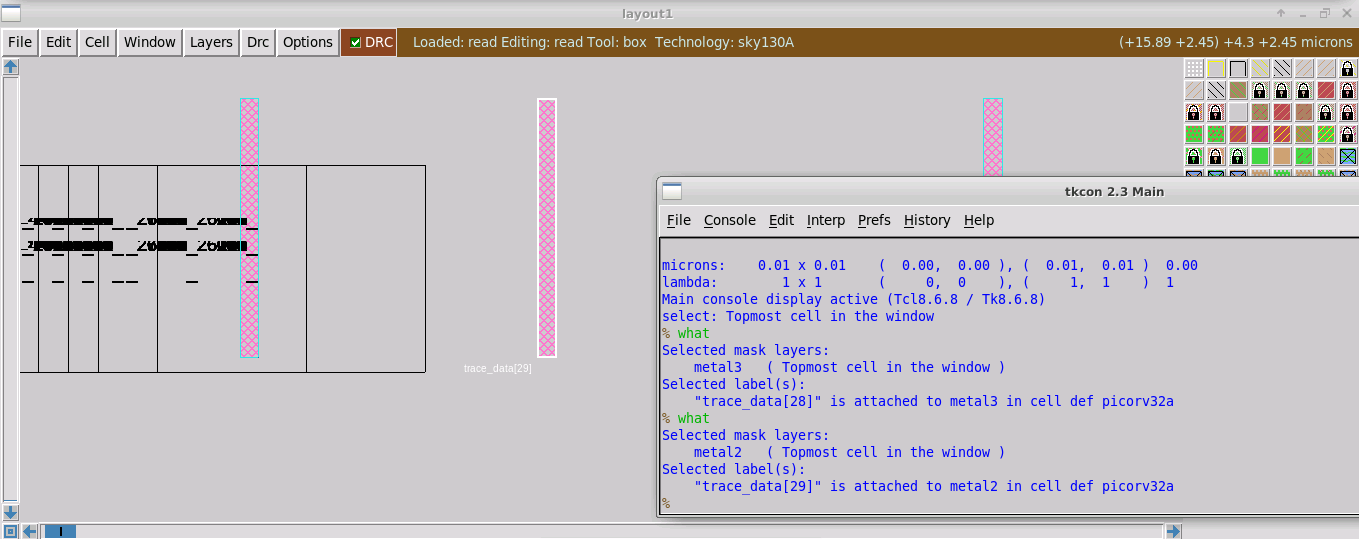 layout1
File Edit Cell Window Layers Drc Options DRC Loaded: read Editing: read Tool: box Technology: sky130A (+15.89 +2.45) +4.3 +2.45 microns
trace_data[29]
tkcon 2.3 Main
File Console Edit Interp Prefs History Help
microns: 0.01 x 0.01 ( 0.00, 0.00 ), ( 0.01, 0.01 ) 0.00
lambda: 1 x 1 ( 0, 0 ), ( 1, 1 ) 1
Main console display active (Tcl8.6.8 / Tk8.6.8)
select: Topmost cell in the window
% what
Selected mask layers:
metal3 ( Topmost cell in the window )
Selected label(s):
"trace_data[28]" is attached to metal3 in cell def picorv32a
% what
Selected mask layers:
metal2 ( Topmost cell in the window )
Selected label(s):
"trace_data[29]" is attached to metal2 in cell def picorv32a
%